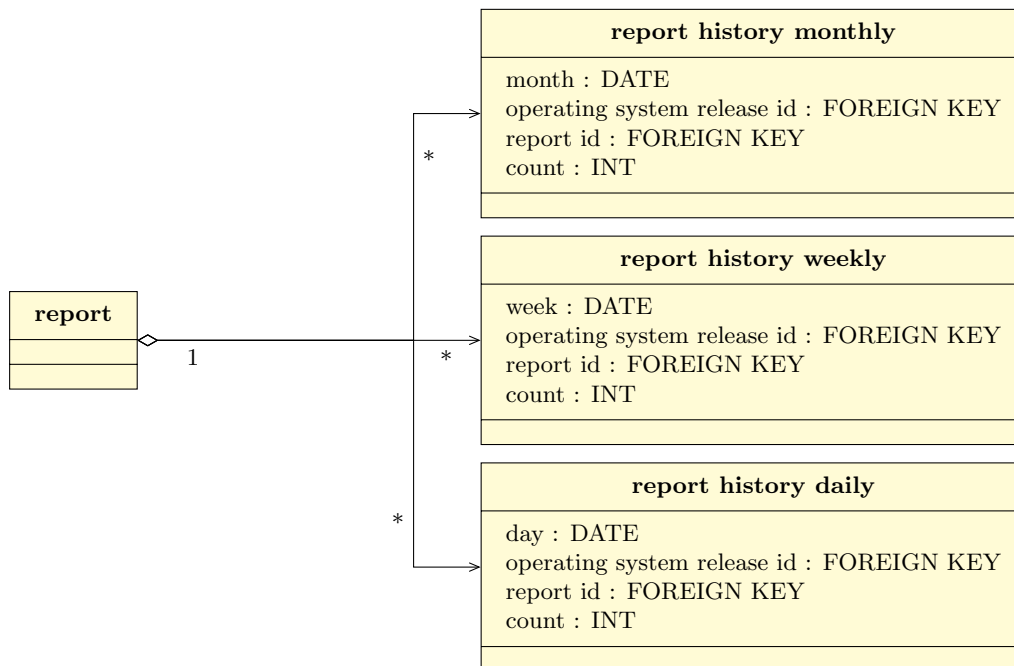 report history monthly
month : DATE
operating system release id : FOREIGN KEY
report id : FOREIGN KEY
count : INT
*
report history weekly
week : DATE
operating system release id : FOREIGN KEY
report id : FOREIGN KEY
count : INT
report
1
*
report history daily
day : DATE
operating system release id : FOREIGN KEY
report id : FOREIGN KEY
count : INT
*